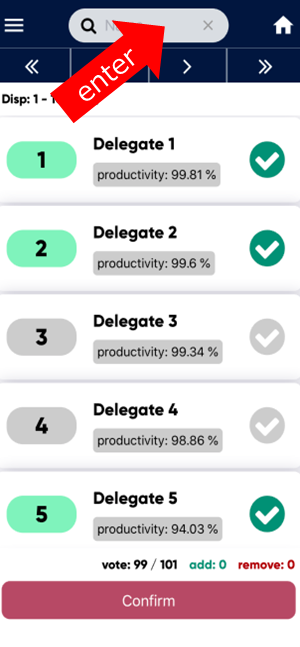 enter
Disp: 1 - 1
1
Delegate 1
productivity: 99.81 %
2
Delegate 2
productivity: 99.6 %
3
Delegate 3
productivity: 99.34 %
4
Delegate 4
productivity: 98.86 %
5
Delegate 5
productivity: 94.03 %
vote: 99 / 101 add: 0 remove: 0
Confirm